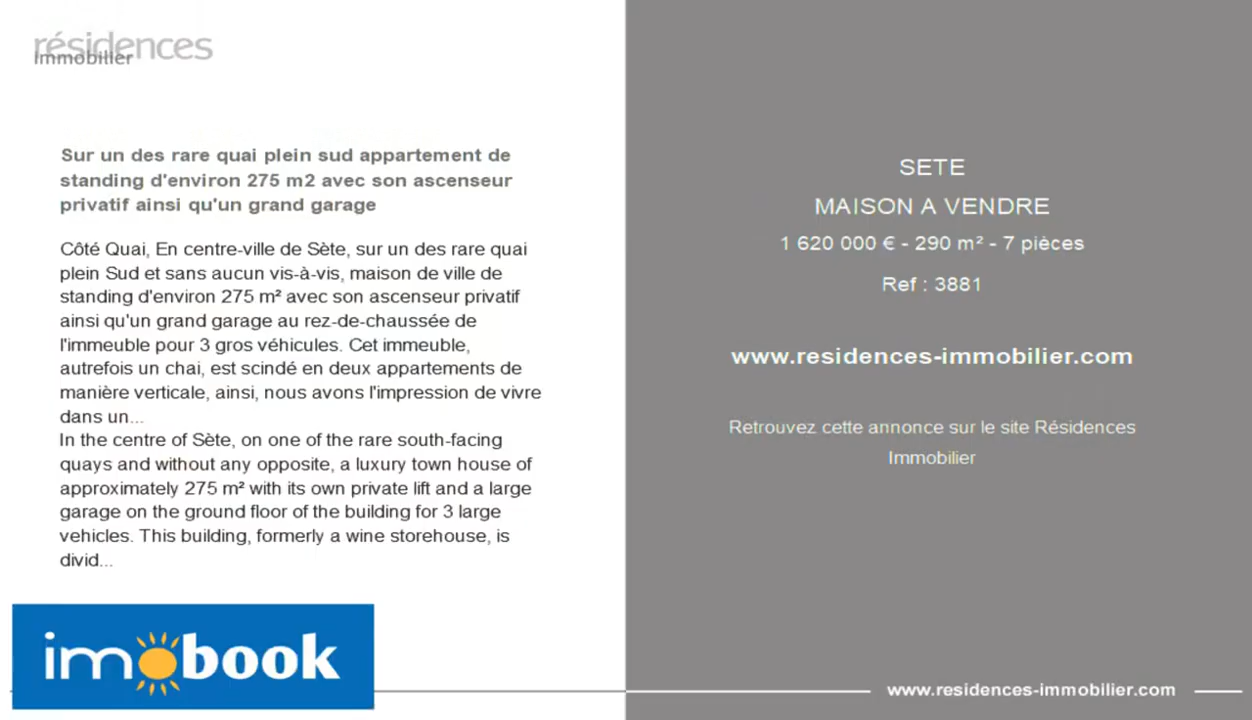 résidences
Immobilier
Sur un des rare quai plein sud appartement de
standing d'environ 275 m2 avec son ascenseur
privatif ainsi qu'un grand garage
Côté Quai, En centre-ville de Sète, sur un des rare quai
plein Sud et sans aucun vis-à-vis, maison de ville de
standing d'environ 275 m² avec son ascenseur privatif
ainsi qu'un grand garage au rez-de-chaussée de
l'immeuble pour 3 gros véhicules. Cet immeuble,
autrefois un chai, est scindé en deux appartements de
manière verticale, ainsi, nous avons l'impression de vivre
dans un...
In the centre of Sète, on one of the rare south-facing
quays and without any opposite, a luxury town house of
approximately 275 m² with its own private lift and a large
garage on the ground floor of the building for 3 large
vehicles. This building, formerly a wine storehouse, is
divid...
imobook
SETE
MAISON A VENDRE
1 620 000 € - 290 m² - 7 pièces
Ref : 3881
www.residences-immobilier.com
Retrouvez cette annonce sur le site Résidences
Immobilier
www.residences-immobilier.com